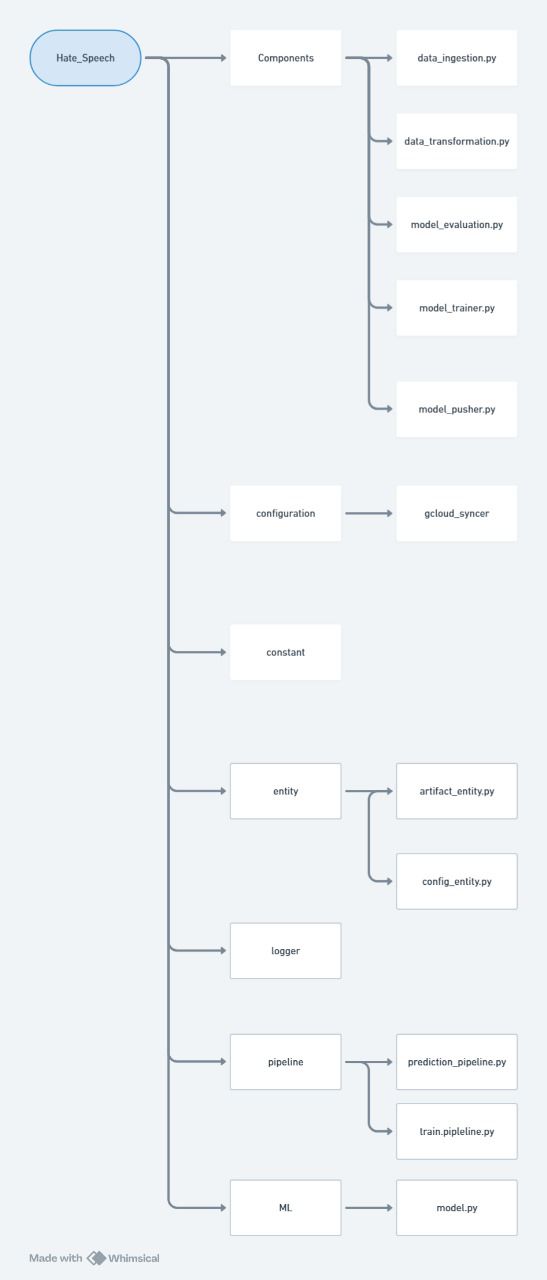 Hate_Speech
Components
data_ingestion.py
data_transformation.py
model_evaluation.py
model_trainer.py
model_pusher.py
configuration
gcloud_syncer
constant
entity
artifact_entity.py
config_entity.py
logger
pipeline
prediction_pipeline.py
train.pipleline.py
ML
model.py
Made with Whimsical